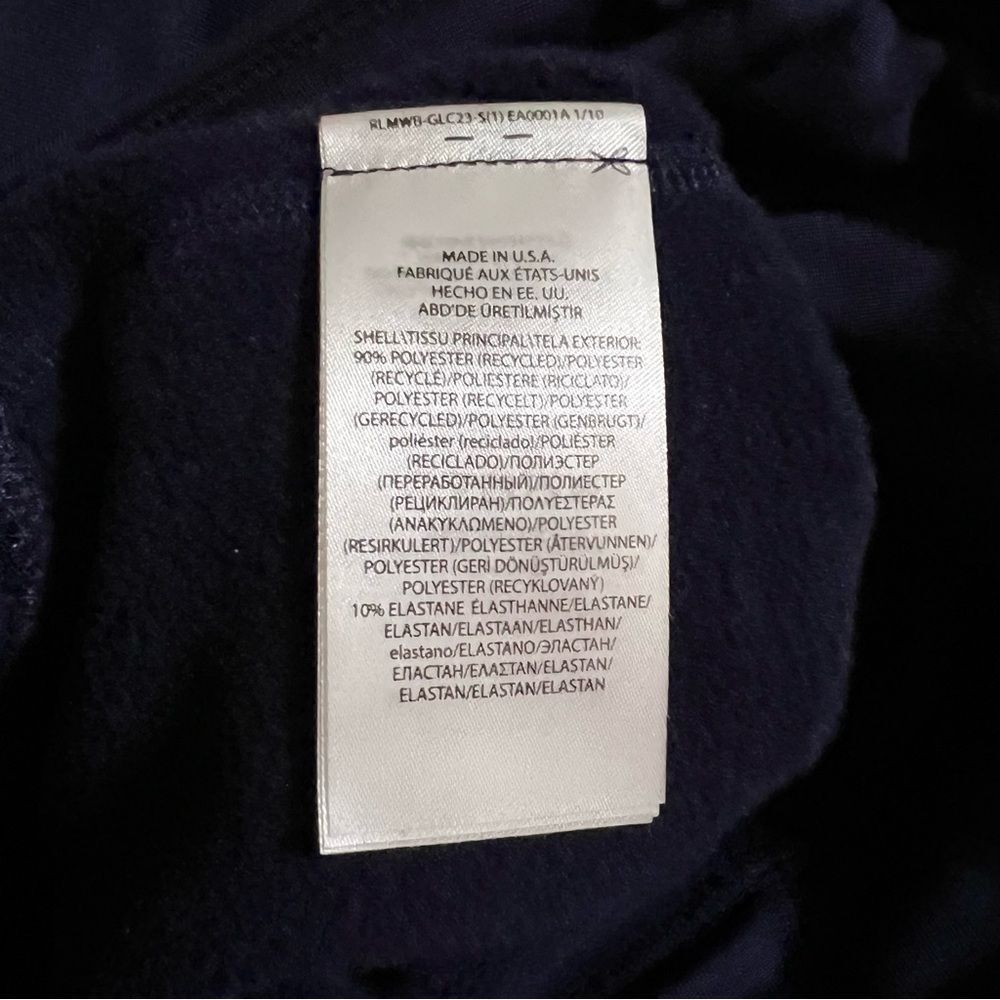 RLMWB-GLC23-S(1) EA0001A 1/10
MADE IN U.S.A.
FABRIQUÉ AUX ÉTATS-UNIS
HECHO EN EE. UU.
ABD'DE ÜRETİLMİŞTİR
SHELL\TISSU PRINCIPAL\TELA EXTERIOR:
90% POLYESTER (RECYCLED)/POLYESTER
(RECYCLÉ)/POLIESTERE (RICICLATO)/
POLYESTER (RECYCELT)/POLYESTER
(GERECYCLED)/POLYESTER (GENBRUGT)/
poliéster (reciclado)/POLIÉSTER
(RECICLADO)/ПОЛИЭСТЕР
(ПЕРЕРАБОТАННЫЙ)/ПОЛИЕСТЕР
(РЕЦИКЛИРАН)/ΠΟΛΥΕΣΤΕΡΑΣ
(ΑΝΑΚΥΚΛΩΜΕΝΟ)/POLYESTER
(RESIRKULERT)/POLYESTER (ÅTERVUNNEN)/
POLYESTER (GERİ DÖNÜŞTÜRÜLMÜŞ)/
POLYESTER (RECYKLOVANÝ)
10% ELASTANE ÉLASTHANNE/ELASTANE/
ELASTAN/ELASTAAN/ELASTHAN/
elastano/ELASTANO/ЭЛАСТАН/
ЕЛАСТАН/ΕΛΑΣΤΑΝ/ELASTAN/
ELASTAN/ELASTAN/ELASTAN